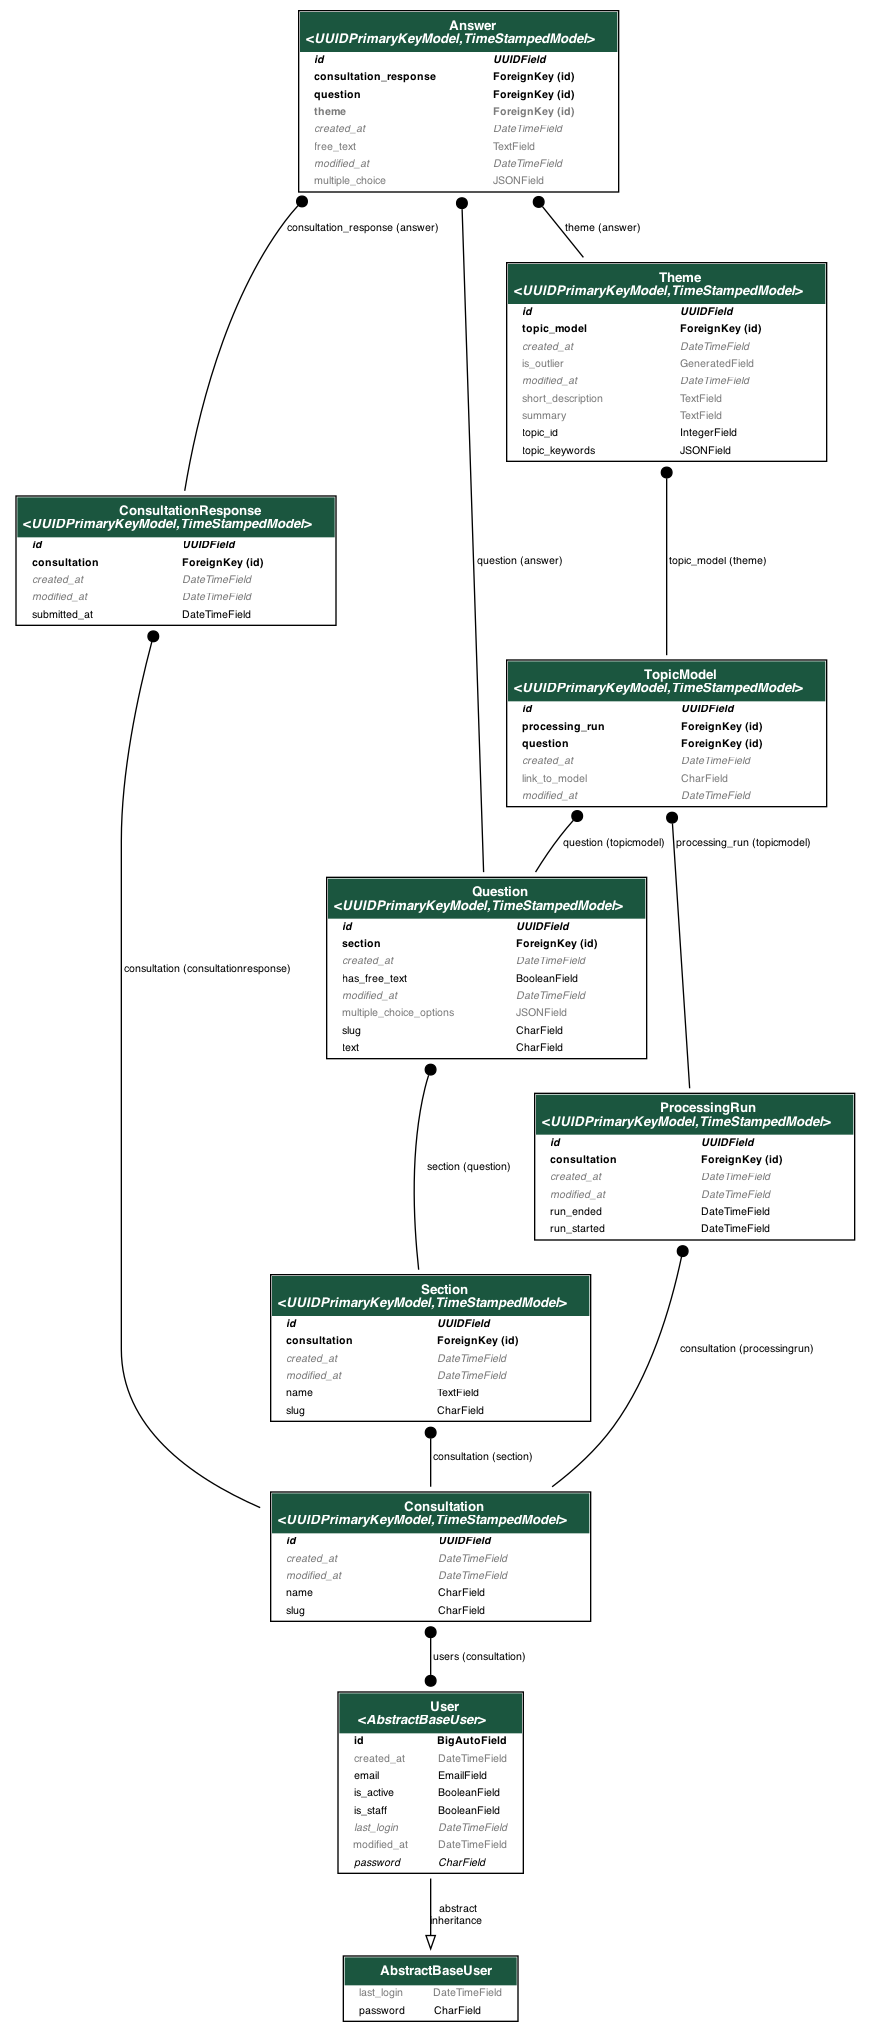 Answer
<UUIDPrimaryKeyModel,TimeStampedModel>
id UUIDField
consultation_response ForeignKey (id)
question ForeignKey (id)
theme ForeignKey (id)
created_at DateTimeField
free_text TextField
modified_at DateTimeField
multiple_choice JSONField
consultation_response (answer)
theme (answer)
Theme
<UUIDPrimaryKeyModel,TimeStampedModel>
id UUIDField
topic_model ForeignKey (id)
created_at DateTimeField
is_outlier GeneratedField
modified_at DateTimeField
short_description TextField
summary TextField
topic_id IntegerField
topic_keywords JSONField
ConsultationResponse
<UUIDPrimaryKeyModel,TimeStampedModel>
id UUIDField
consultation ForeignKey (id)
created_at DateTimeField
modified_at DateTimeField
submitted_at DateTimeField
question (answer)
topic_model (theme)
TopicModel
<UUIDPrimaryKeyModel,TimeStampedModel>
id UUIDField
processing_run ForeignKey (id)
question ForeignKey (id)
created_at DateTimeField
link_to_model CharField
modified_at DateTimeField
question (topicmodel)
processing_run (topicmodel)
Question
<UUIDPrimaryKeyModel,TimeStampedModel>
id UUIDField
section ForeignKey (id)
created_at DateTimeField
has_free_text BooleanField
modified_at DateTimeField
multiple_choice_options JSONField
slug CharField
text CharField
consultation (consultationresponse)
ProcessingRun
<UUIDPrimaryKeyModel,TimeStampedModel>
id UUIDField
consultation ForeignKey (id)
created_at DateTimeField
modified_at DateTimeField
run_ended DateTimeField
run_started DateTimeField
section (question)
Section
<UUIDPrimaryKeyModel,TimeStampedModel>
id UUIDField
consultation ForeignKey (id)
created_at DateTimeField
modified_at DateTimeField
name TextField
slug CharField
consultation (processingrun)
consultation (section)
Consultation
<UUIDPrimaryKeyModel,TimeStampedModel>
id UUIDField
created_at DateTimeField
modified_at DateTimeField
name CharField
slug CharField
users (consultation)
User
<AbstractBaseUser>
id BigAutoField
created_at DateTimeField
email EmailField
is_active BooleanField
is_staff BooleanField
last_login DateTimeField
modified_at DateTimeField
password CharField
abstract
inheritance
AbstractBaseUser
last_login DateTimeField
password CharField